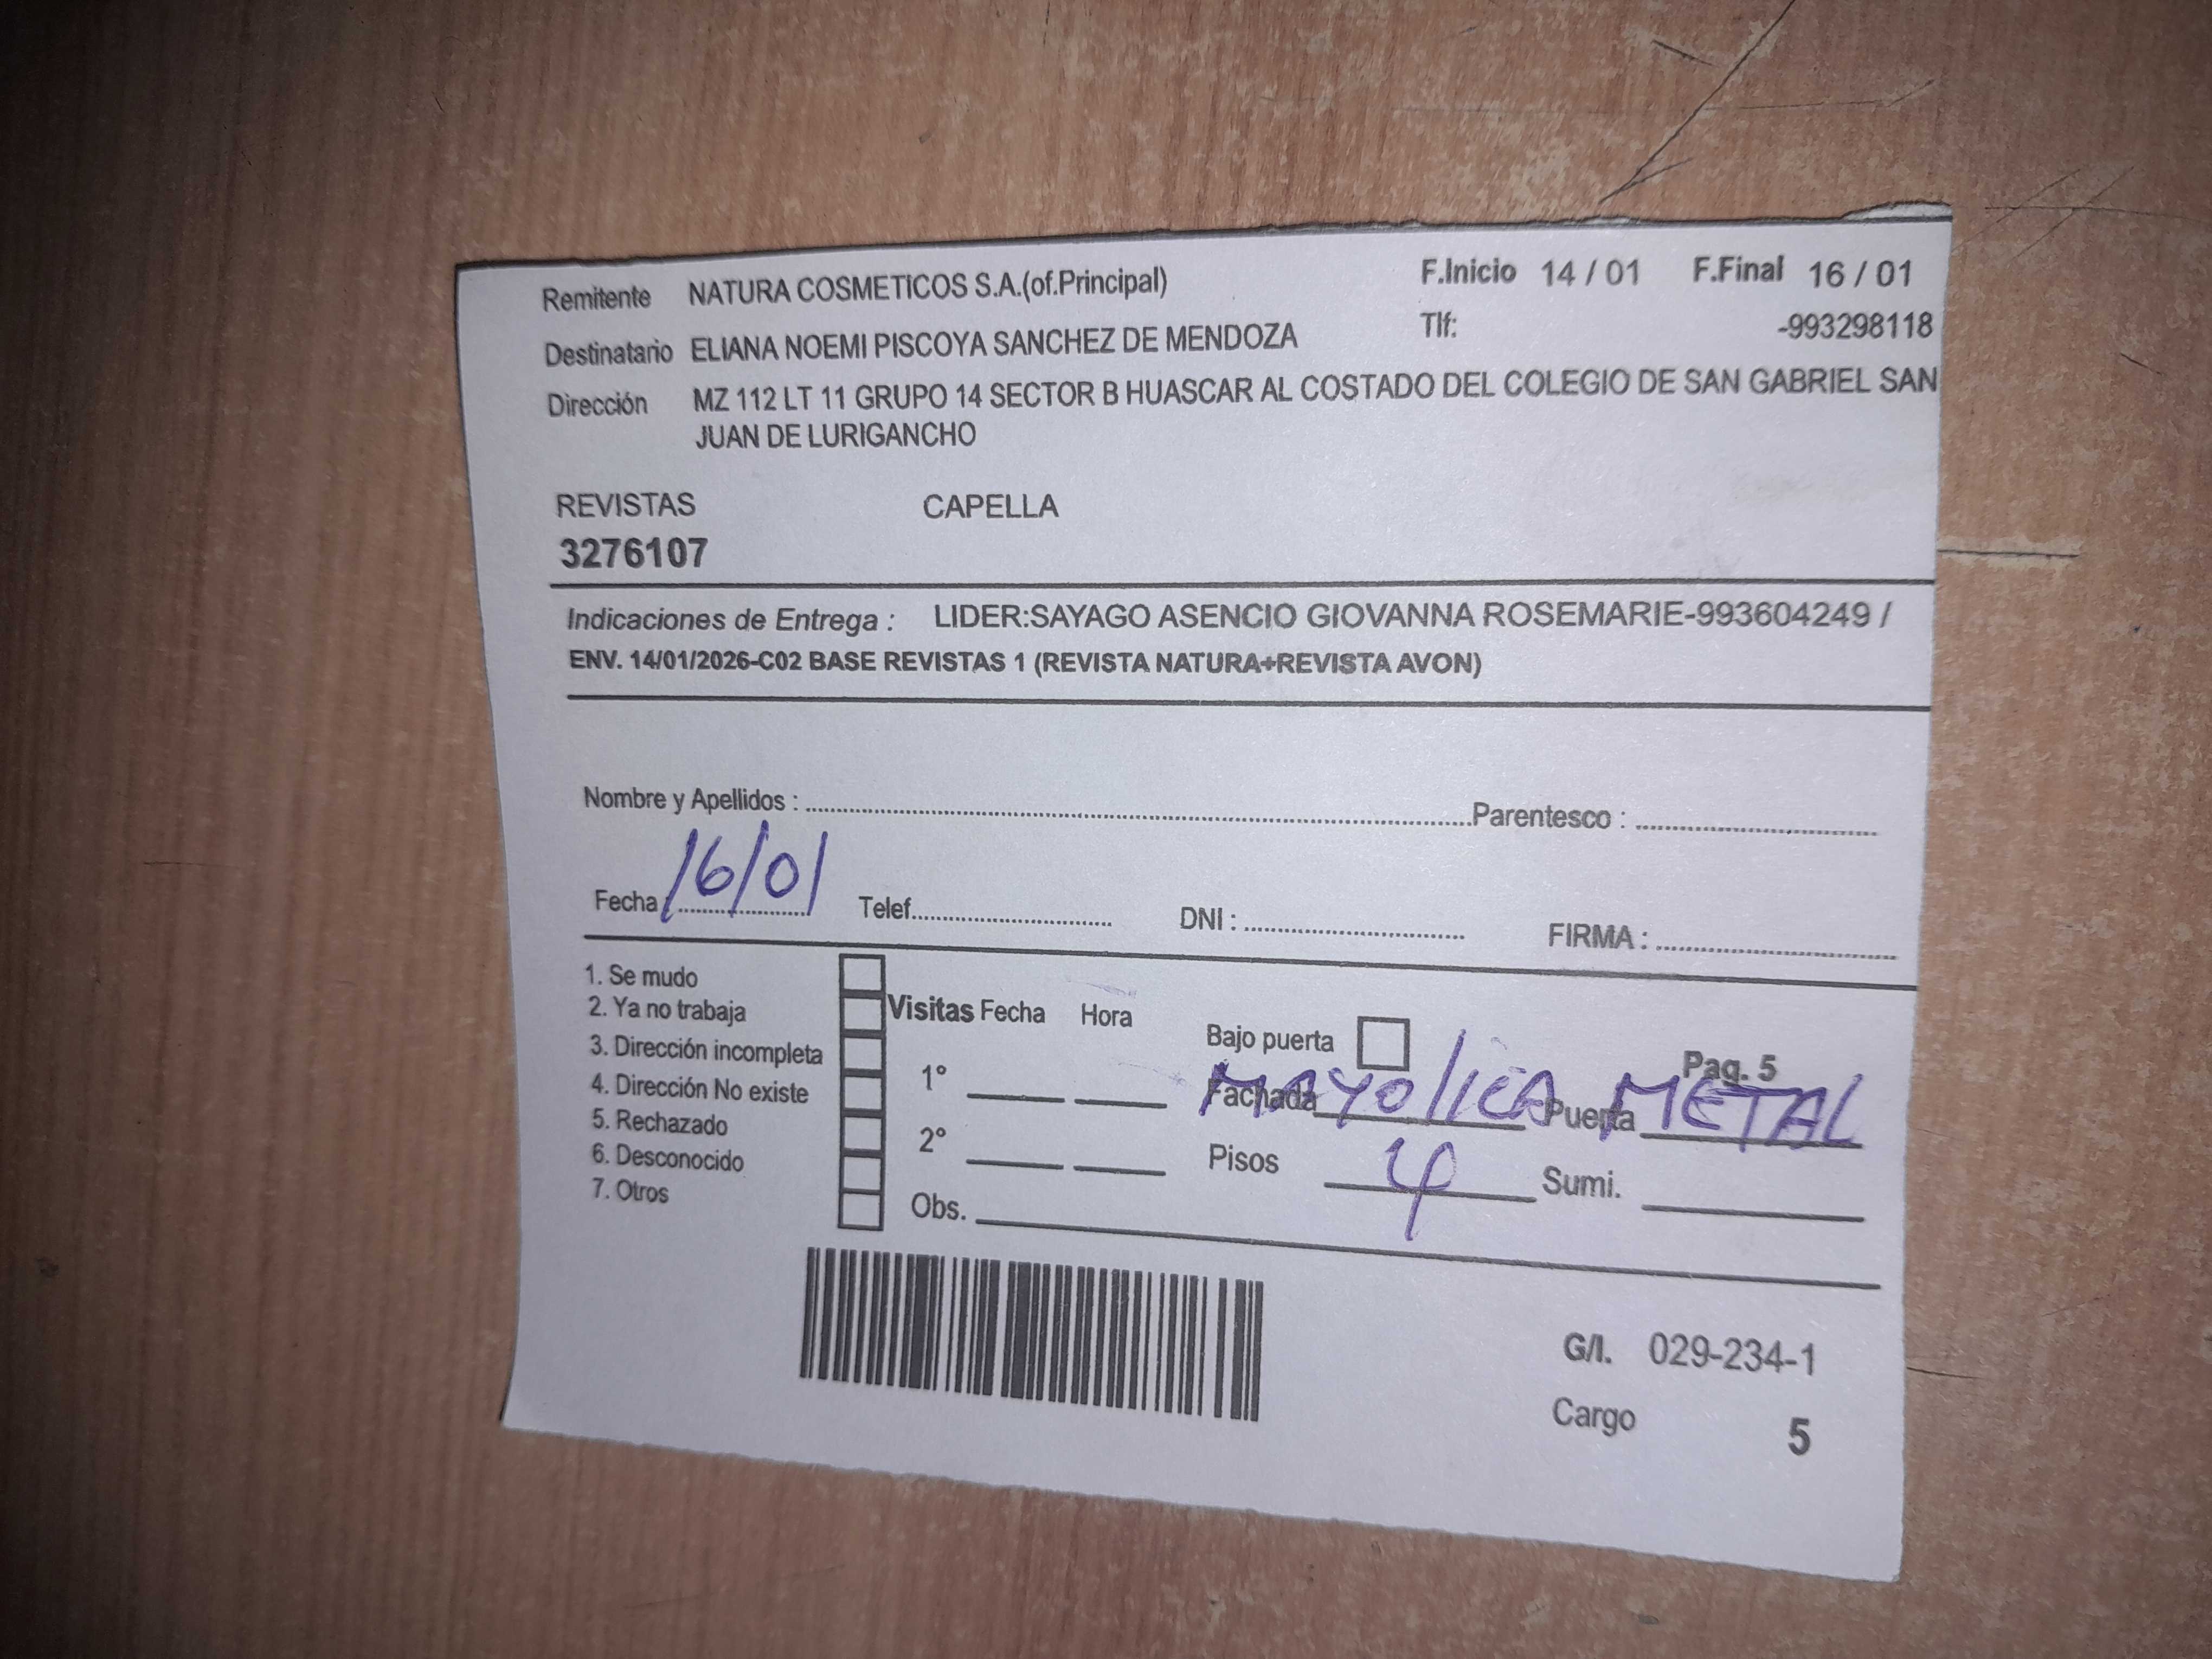 Remitente NATURA COSMETICOS S.A.(of.Principal) F.Inicio 14 / 01 F.Final 16 / 01
Destinatario ELIANA NOEMI PISCOYA SANCHEZ DE MENDOZA Tlf: -993298118
Dirección MZ 112 LT 11 GRUPO 14 SECTOR B HUASCAR AL COSTADO DEL COLEGIO DE SAN GABRIEL SAN
JUAN DE LURIGANCHO
REVISTAS CAPELLA
3276107
Indicaciones de Entrega : LIDER:SAYAGO ASENCIO GIOVANNA ROSEMARIE-993604249 /
ENV. 14/01/2026-C02 BASE REVISTAS 1 (REVISTA NATURA+REVISTA AVON)
Nombre y Apellidos : Parentesco :
Fecha : 16/01 Telef. DNI : FIRMA :
1. Se mudo
2. Ya no trabaja Visitas Fecha Hora Bajo puerta Pag. 5
3. Dirección incompleta 1° Fachada MAYOlICA Puerta METAL
4. Dirección No existe
5. Rechazado 2° Pisos 4 Sumi.
6. Desconocido
7. Otros Obs.
G/I. 029-234-1
Cargo 5